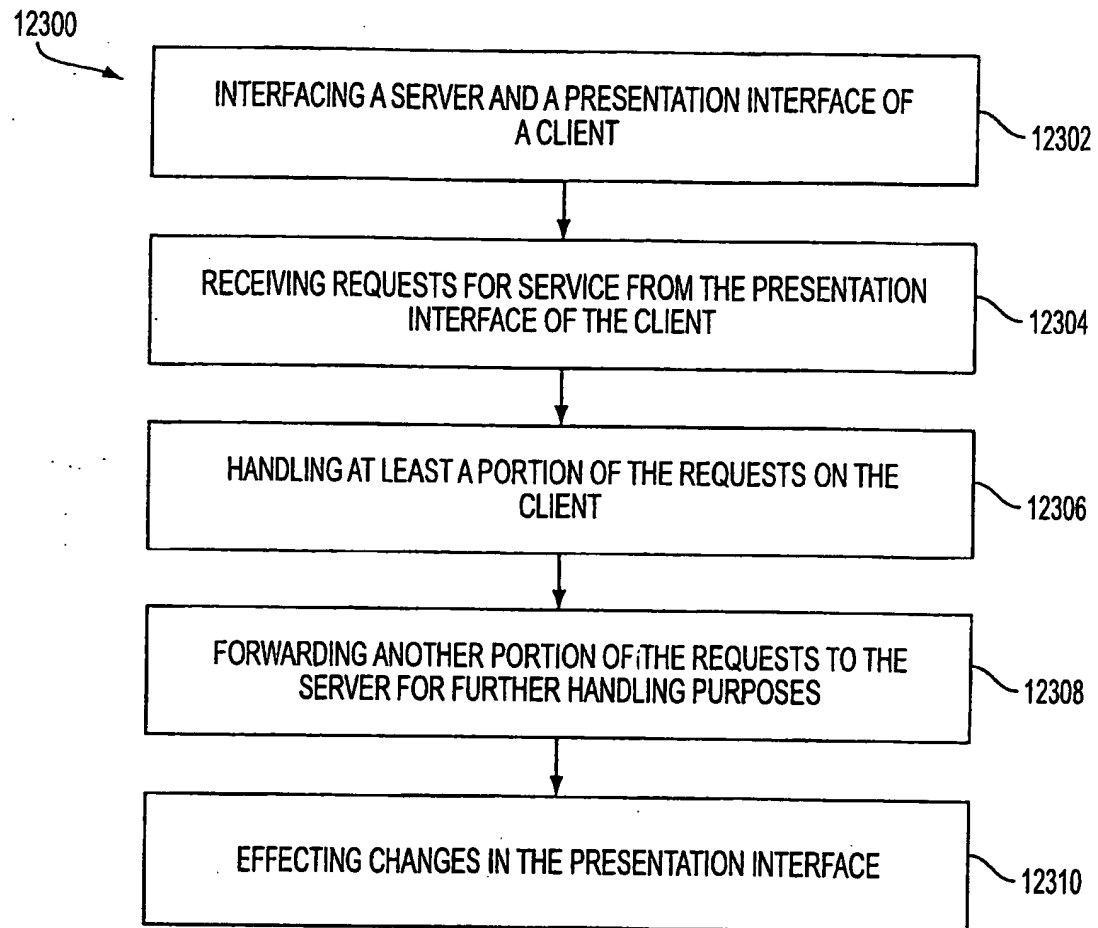 12300
INTERFACING A SERVER AND A PRESENTATION INTERFACE OF
A CLIENT
12302
RECEIVING REQUESTS FOR SERVICE FROM THE PRESENTATION
INTERFACE OF THE CLIENT
12304
HANDLING AT LEAST A PORTION OF THE REQUESTS ON THE
CLIENT
12306
FORWARDING ANOTHER PORTION OF THE REQUESTS TO THE
SERVER FOR FURTHER HANDLING PURPOSES
12308
EFFECTING CHANGES IN THE PRESENTATION INTERFACE
12310